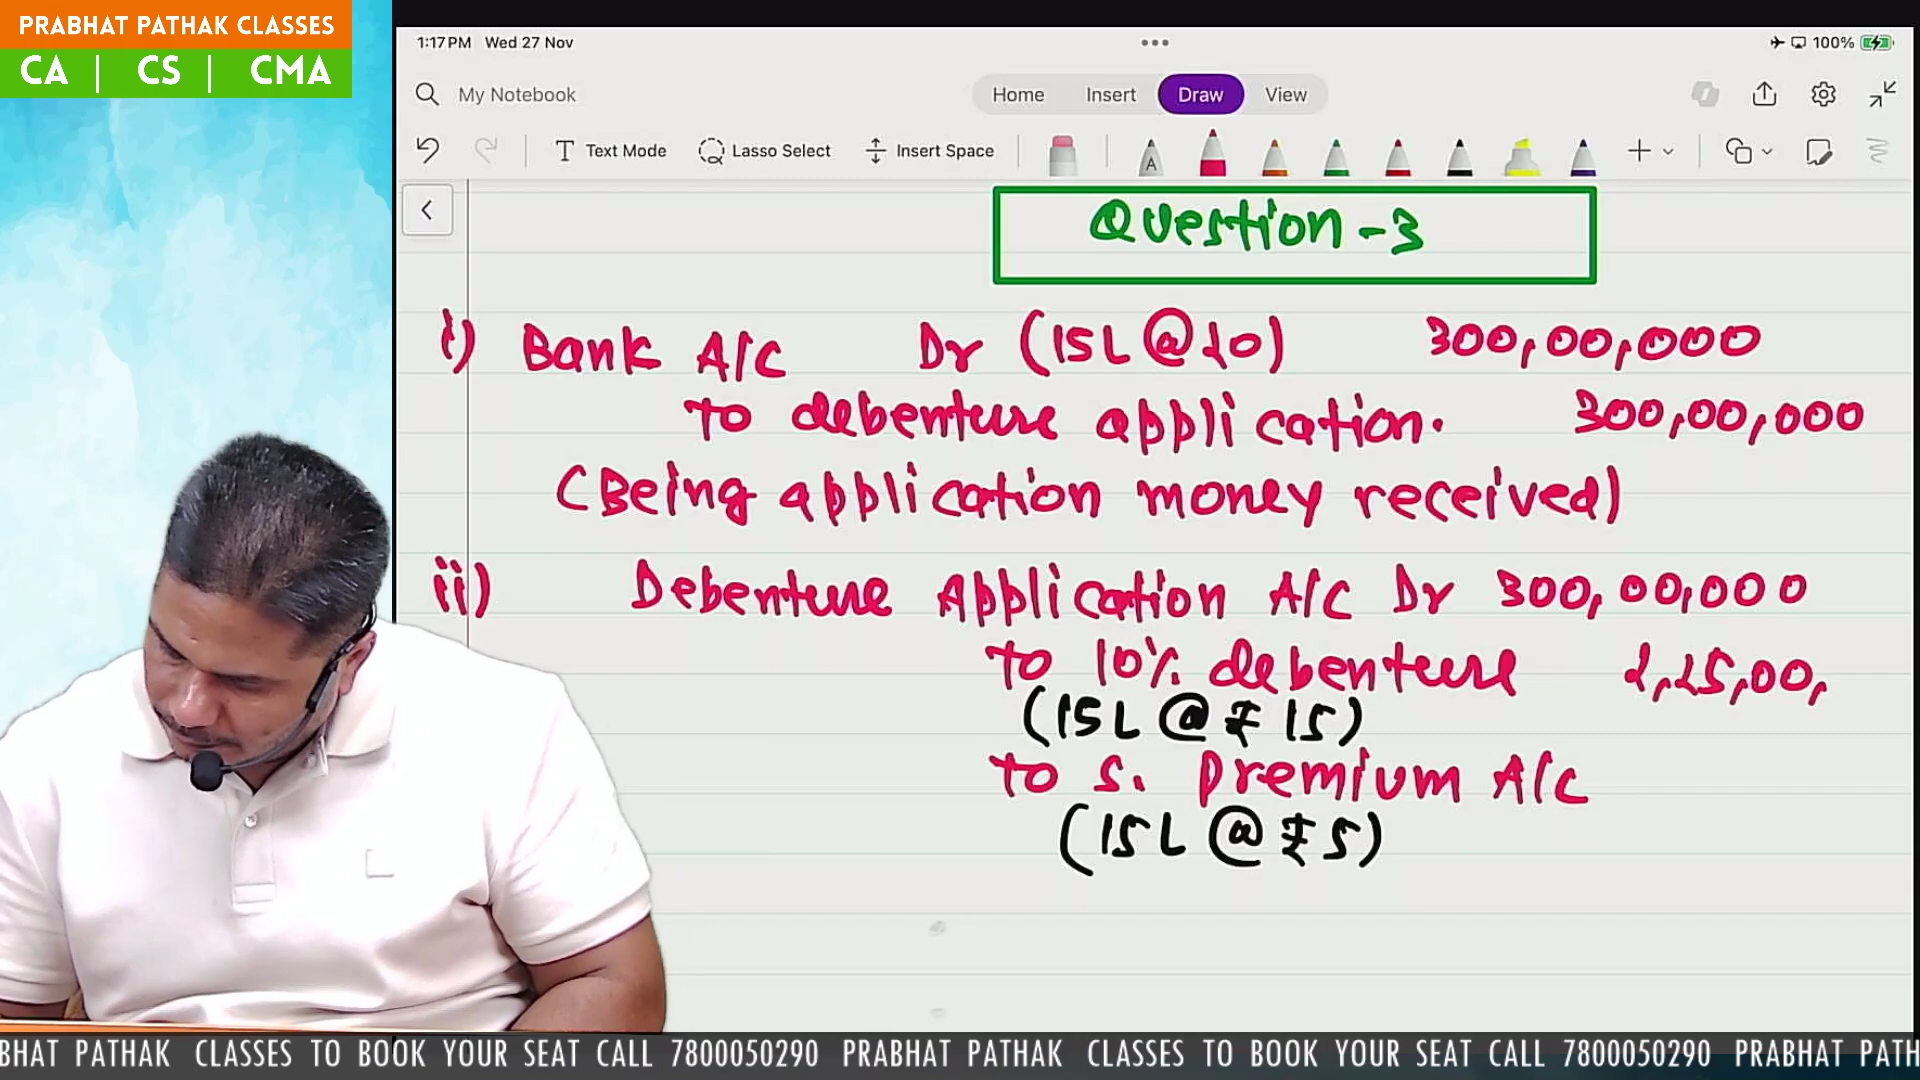 PRABHAT PATHAK CLASSES
CA | CS | CMA
1:17 PM Wed 27 Nov
100%
My Notebook
Home Insert Draw View
Text Mode Lasso Select Insert Space
A
Question-3
i) Bank A/C Dr (15L @ 20) 300,00,000
to debenture application. 300,00,000
(Being application money received)
ii) Debenture Application A/C Dr 300,00,000
to 10% debenture 2,25,00,
(15L @ ₹ 15)
to S. Premium A/C
(15L @ ₹5)
BHAT PATHAK CLASSES TO BOOK YOUR SEAT CALL 7800050290 PRABHAT PATHAK CLASSES TO BOOK YOUR SEAT CALL 7800050290 PRABHAT PATH